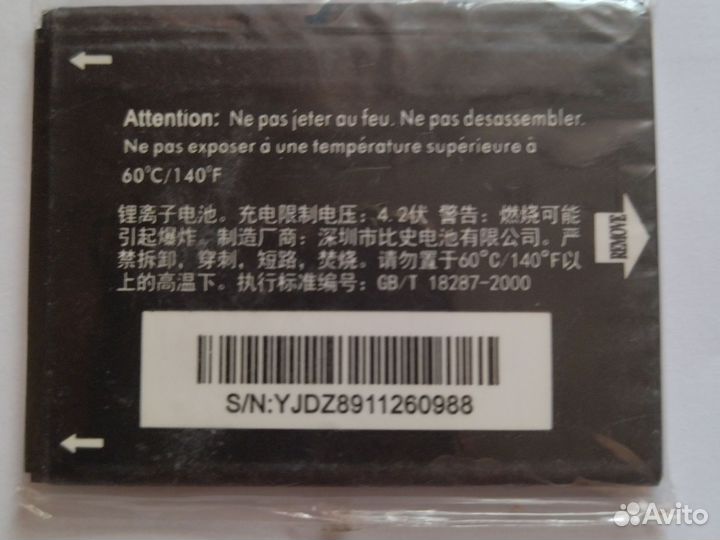 Attention: Ne pas jeter au feu. Ne pas desassembler.
Ne pas exposer á une température supérieure à
60°C/140°F
锂离子电池。充电限制电压：4.2伏 警告：燃烧可能
引起爆炸。制造厂商：深圳市比史电池有限公司。严
禁拆卸，穿刺，短路，焚烧。请勿置于60°C/140°F以
上的高温下。执行标准编号：GB/T 18287-2000
REMOVE
S/N:YJDZ8911260988
Avito